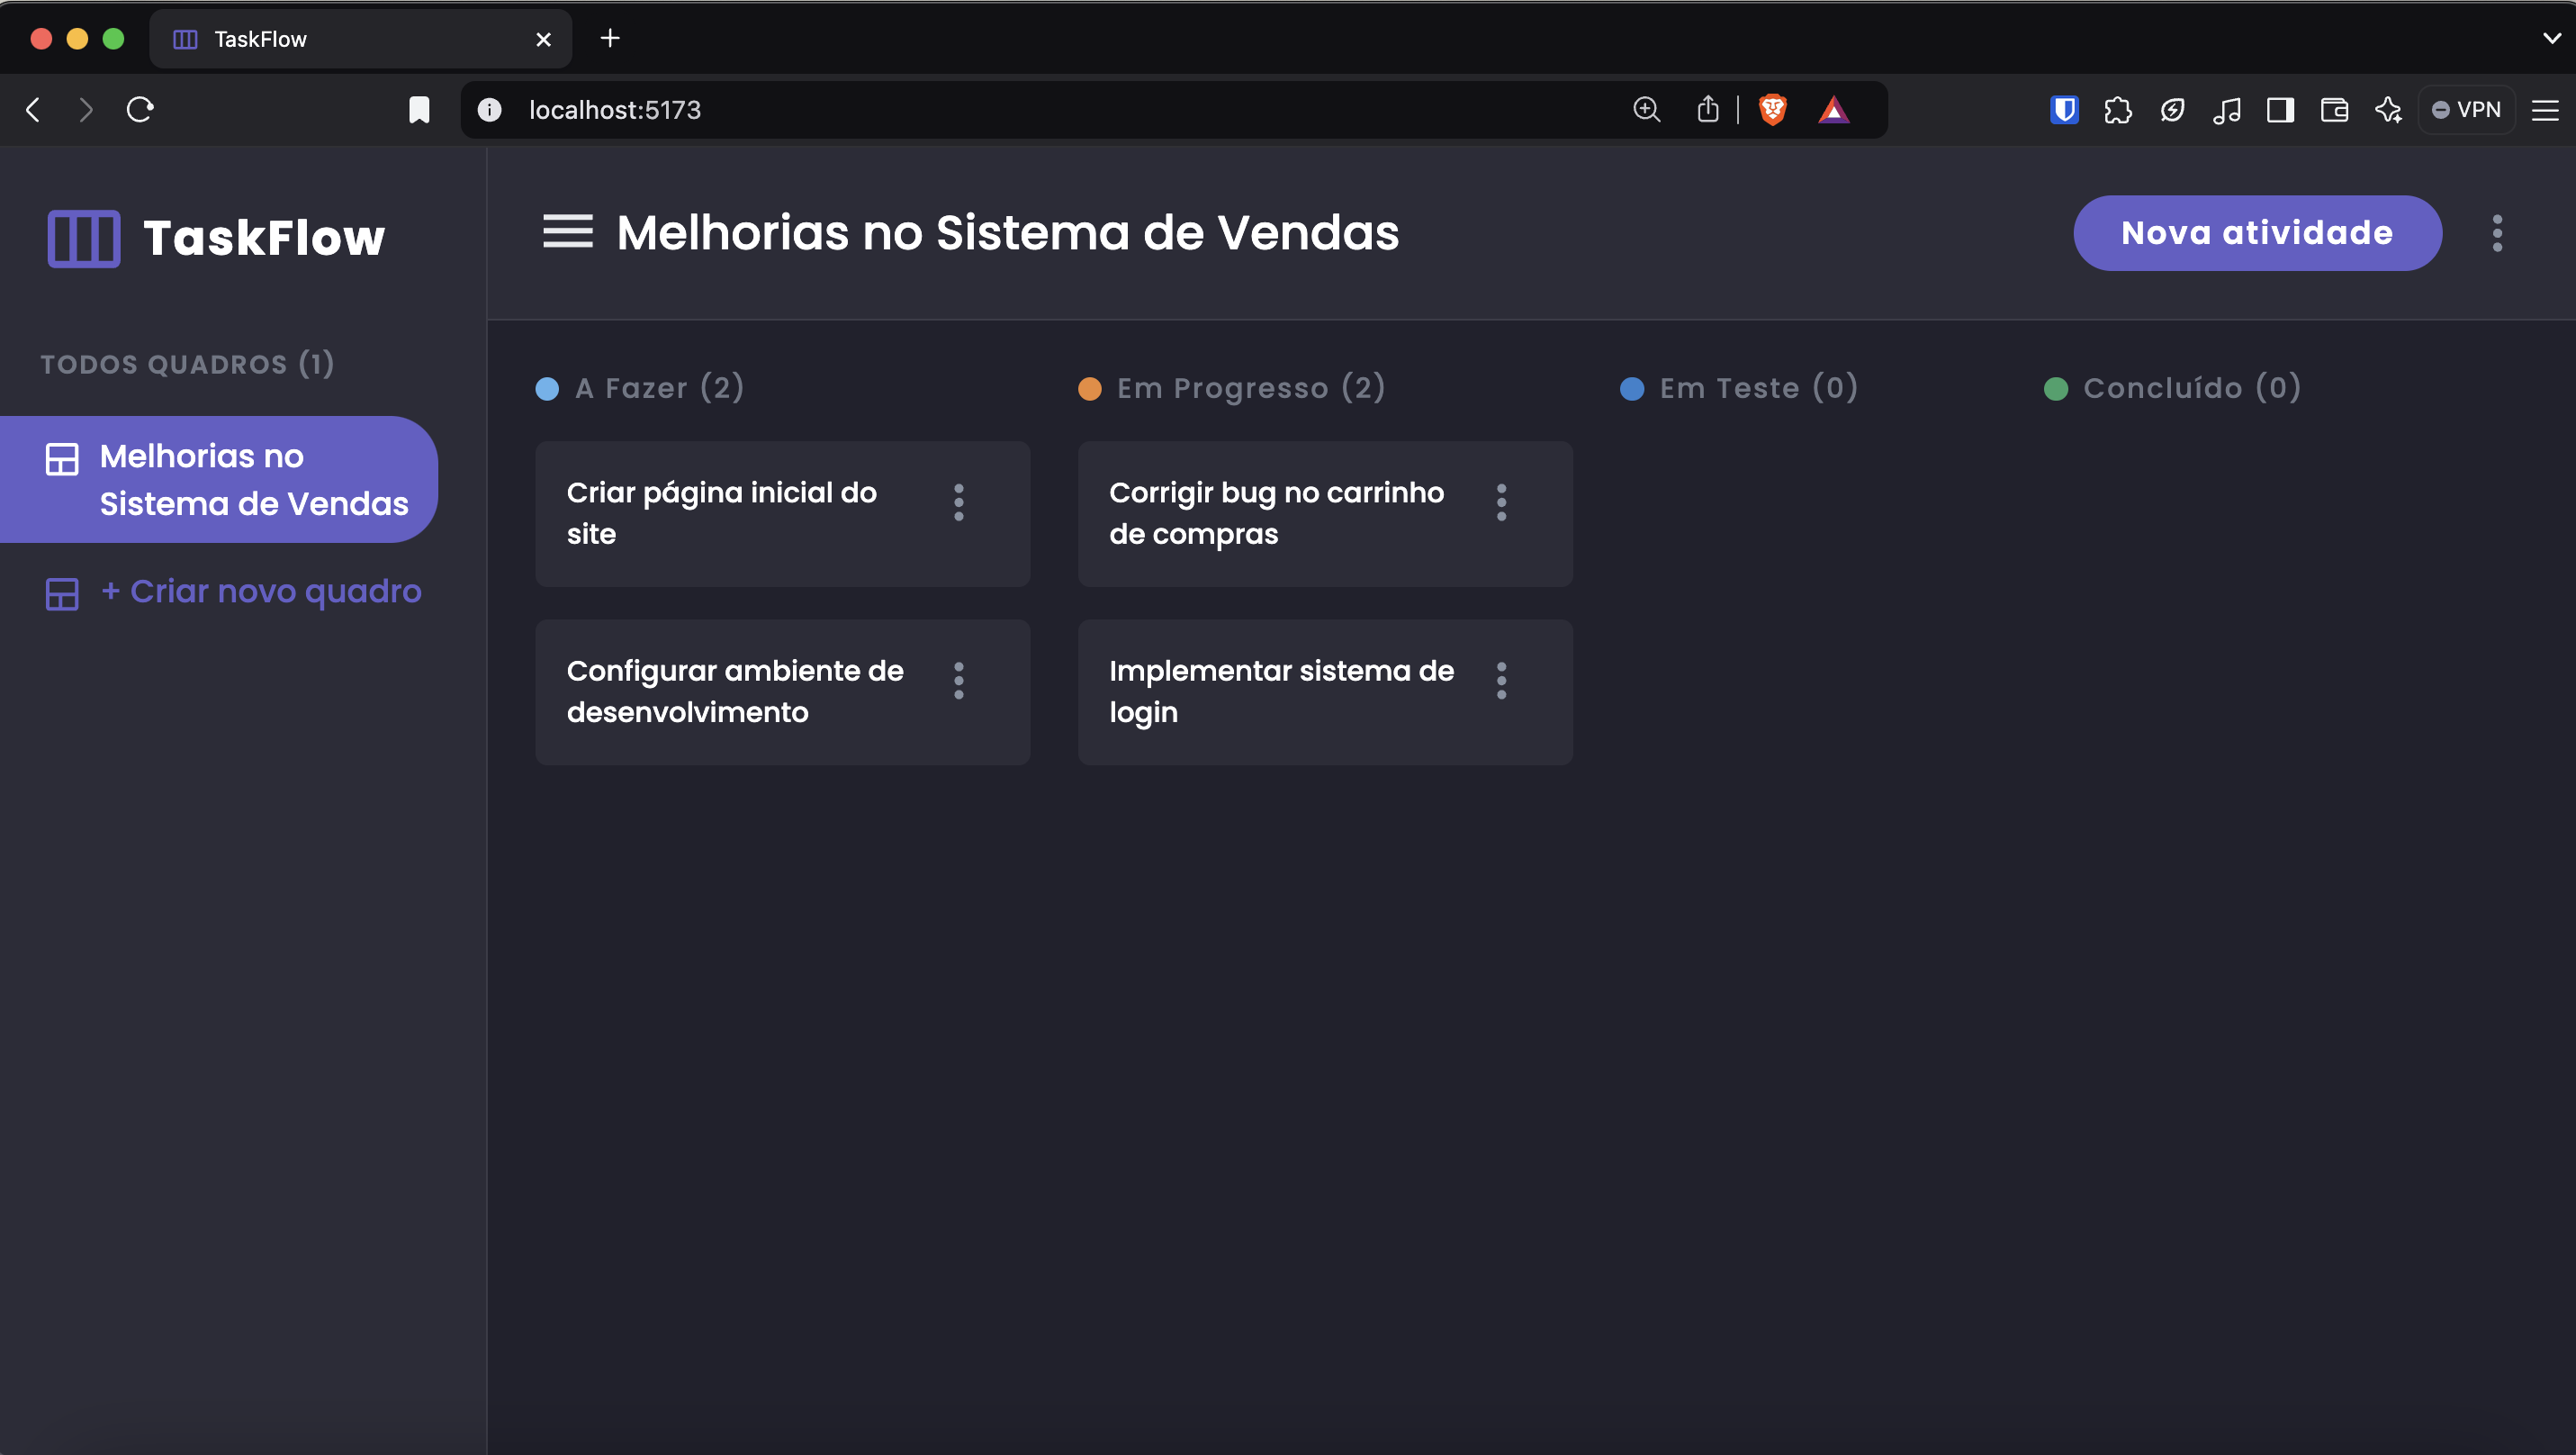 TaskFlow
localhost:5173
VPN
TaskFlow
TODOS QUADROS (1)
Melhorias no
Sistema de Vendas
+ Criar novo quadro
Melhorias no Sistema de Vendas
Nova atividade
A Fazer (2)
Criar página inicial do
site
Configurar ambiente de
desenvolvimento
Em Progresso (2)
Corrigir bug no carrinho
de compras
Implementar sistema de
login
Em Teste (0)
Concluído (0)